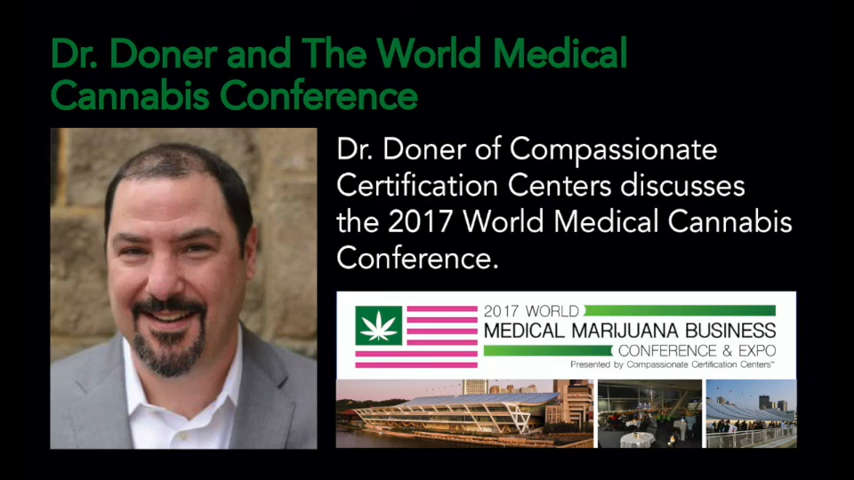 Dr. Doner and The World Medical
Cannabis Conference
Dr. Doner of Compassionate
Certification Centers discusses
the 2017 World Medical Cannabis
Conference.
2017 WORLD
MEDICAL MARIJUANA BUSINESS
CONFERENCE & EXPO
Presented by Compassionate Certification Centers™